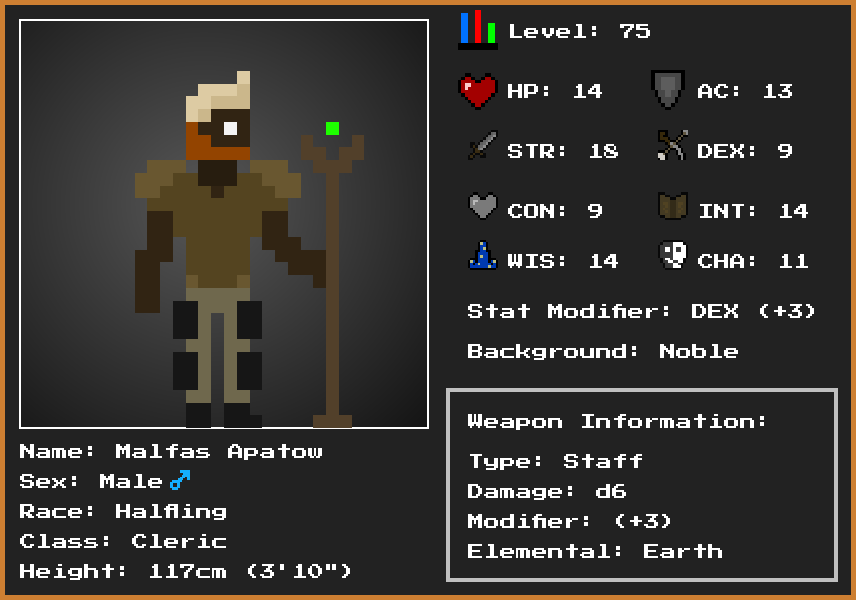 Level: 75
HP: 14 AC: 13
STR: 18 DEX: 9
CON: 9 INT: 14
WIS: 14 CHA: 11
Stat Modifier: DEX (+3)
Background: Noble
Weapon Information:
Type: Staff
Damage: d6
Modifier: (+3)
Elemental: Earth
Name: Malfas Apatow
Sex: Male♂
Race: Halfling
Class: Cleric
Height: 117cm (3'10")